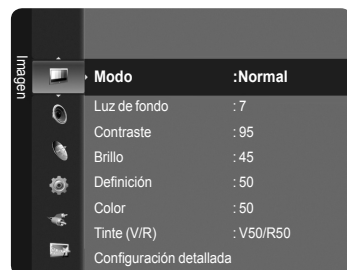 Imagen
Modo :Normal
Luz de fondo : 7
Contraste : 95
Brillo : 45
Definición : 50
Color : 50
Tinte (V/R) : V50/R50
Configuración detallada